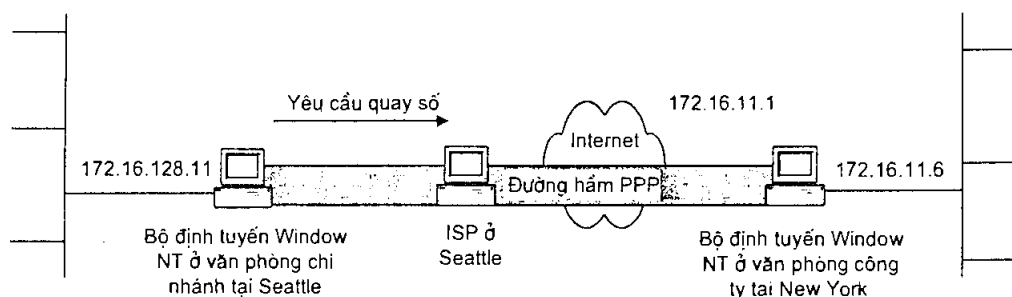 172.16.11.1
Yêu cầu quay số
Internet
172.16.128.11
172.16.11.6
Đường hầm PPP
Bộ định tuyến Window
NT ở văn phòng chi
nhánh tại Seattle
ISP ở
Seattle
Bộ định tuyến Window
NT ở văn phòng công
ty tại New York